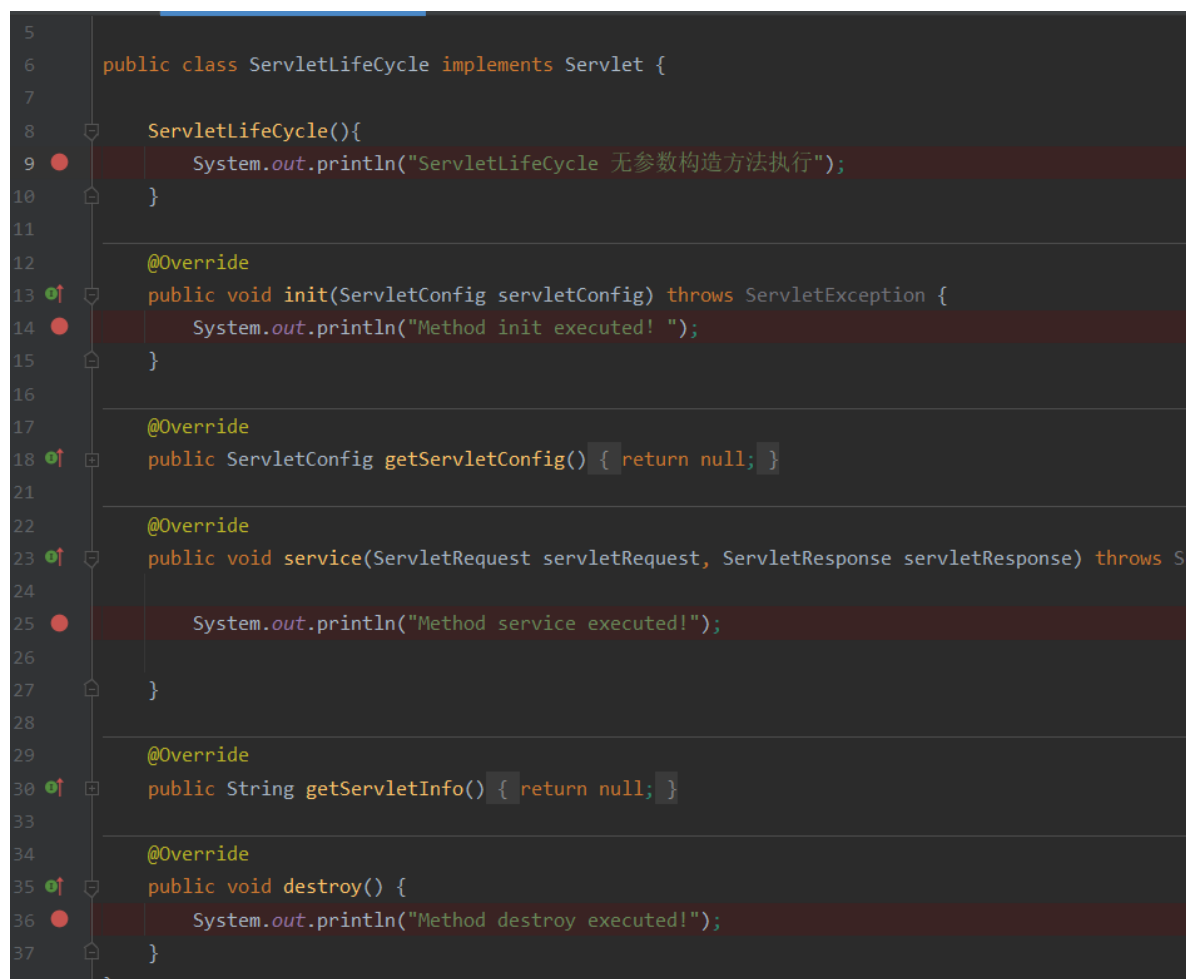 5
6 public class ServletLifeCycle implements Servlet {
7
8 ServletLifeCycle(){
9 System.out.println("ServletLifeCycle 无参数构造方法执行");
10 }
11
12 @Override
13 public void init(ServletConfig servletConfig) throws ServletException {
14 System.out.println("Method init executed! ");
15 }
16
17 @Override
18 public ServletConfig getServletConfig() { return null; }
21
22 @Override
23 public void service(ServletRequest servletRequest, ServletResponse servletResponse) throws S
24
25 System.out.println("Method service executed!");
26
27 }
28
29 @Override
30 public String getServletInfo() { return null; }
33
34 @Override
35 public void destroy() {
36 System.out.println("Method destroy executed!");
37 }